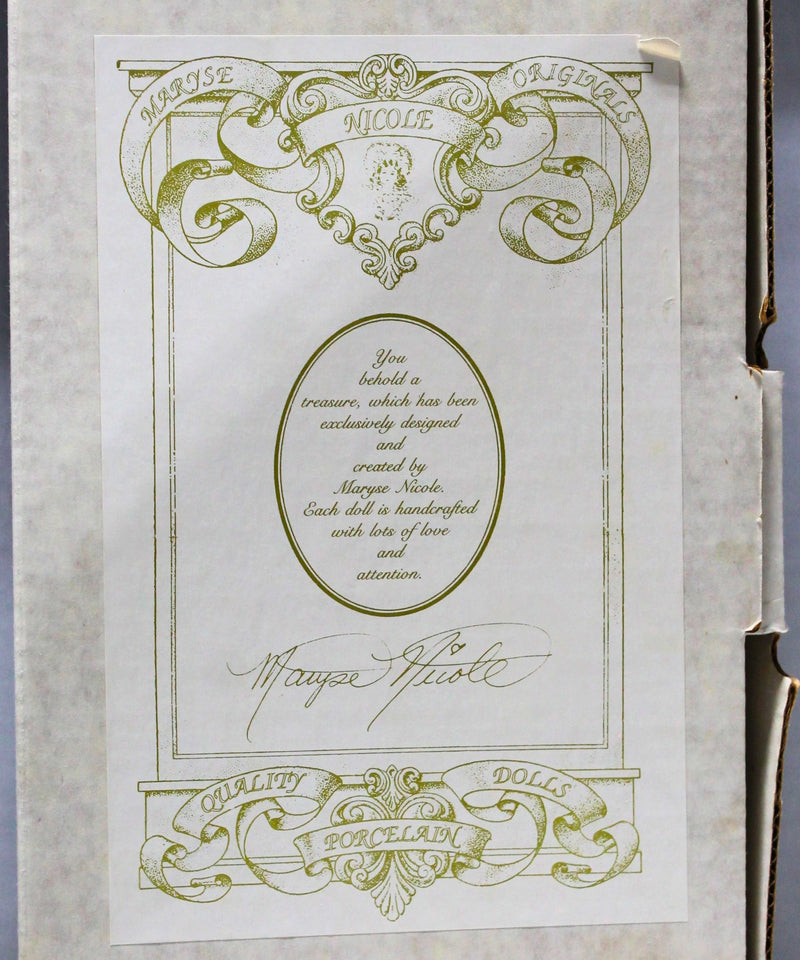 MARYSE
NICOLE
ORIGINALS
You
behold a
treasure, which has been
exclusively designed
and
created by
Maryse Nicole.
Each doll is handcrafted
with lots of love
and
attention.
Maryse Nicole
QUALITY
PORCELAIN
DOLLS